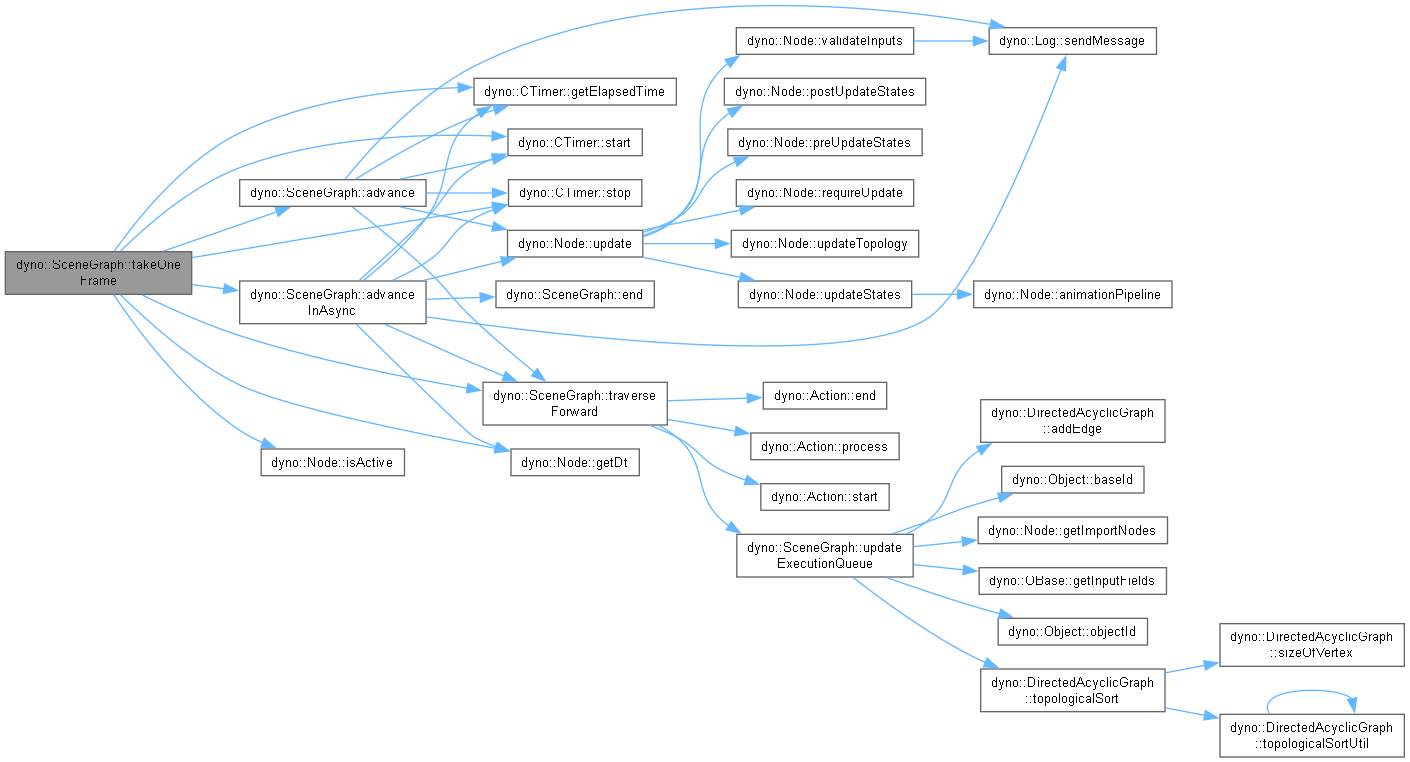 dyno::Node::validateInputs
dyno::Log::sendMessage
dyno::CTimer::getElapsedTime
dyno::Node::postUpdateStates
dyno::CTimer::start
dyno::Node::preUpdateStates
dyno::SceneGraph::advance
dyno::CTimer::stop
dyno::Node::requireUpdate
dyno::Node::update
dyno::Node::updateTopology
dyno::SceneGraph::takeOne
Frame
dyno::SceneGraph::advance
InAsync
dyno::SceneGraph::end
dyno::Node::updateStates
dyno::Node::animationPipeline
dyno::SceneGraph::traverse
Forward
dyno::Action::end
dyno::DirectedAcyclicGraph
::addEdge
dyno::Action::process
dyno::Node::isActive
dyno::Node::getDt
dyno::Object::baseId
dyno::Action::start
dyno::Node::getImportNodes
dyno::SceneGraph::update
ExecutionQueue
dyno::OBase::getInputFields
dyno::Object::objectId
dyno::DirectedAcyclicGraph
::sizeOfVertex
dyno::DirectedAcyclicGraph
::topologicalSort
dyno::DirectedAcyclicGraph
::topologicalSortUtil